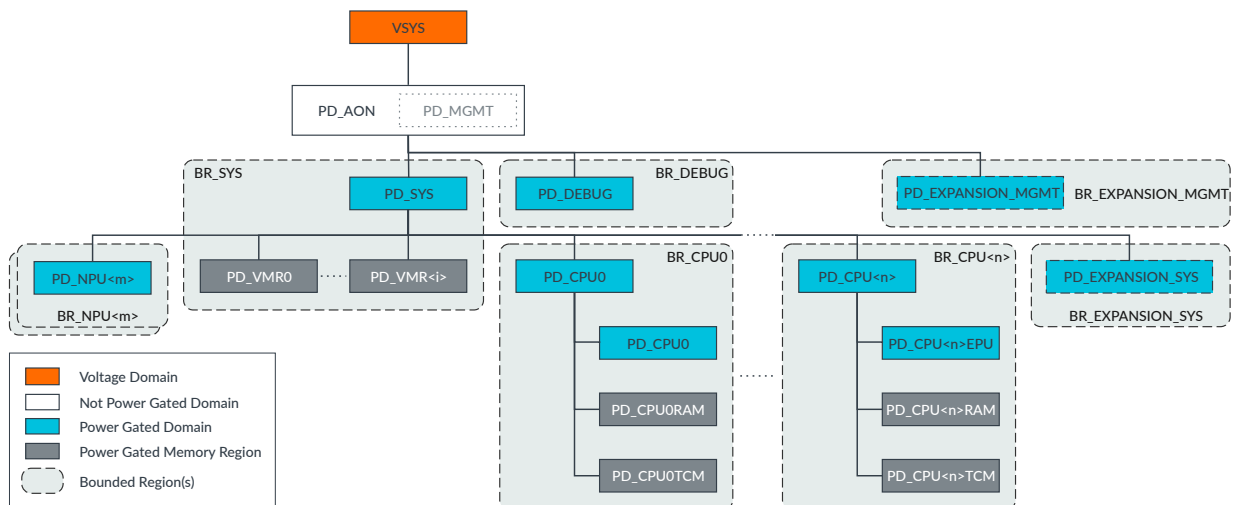 VSYS
PD_AON
PD_MGMT
BR_SYS
PD_SYS
BR_DEBUG
PD_DEBUG
PD_EXPANSION_MGMT
BR_EXPANSION_MGMT
PD_NPU<m>
BR_NPU<m>
PD_VMR0
PD_VMR<i>
BR_CPU0
PD_CPU0
PD_CPU0
PD_CPU0RAM
PD_CPU0TCM
BR_CPU<n>
PD_CPU<n>
PD_CPU<n>EPU
PD_CPU<n>RAM
PD_CPU<n>TCM
PD_EXPANSION_SYS
BR_EXPANSION_SYS
Voltage Domain
Not Power Gated Domain
Power Gated Domain
Power Gated Memory Region
Bounded Region(s)